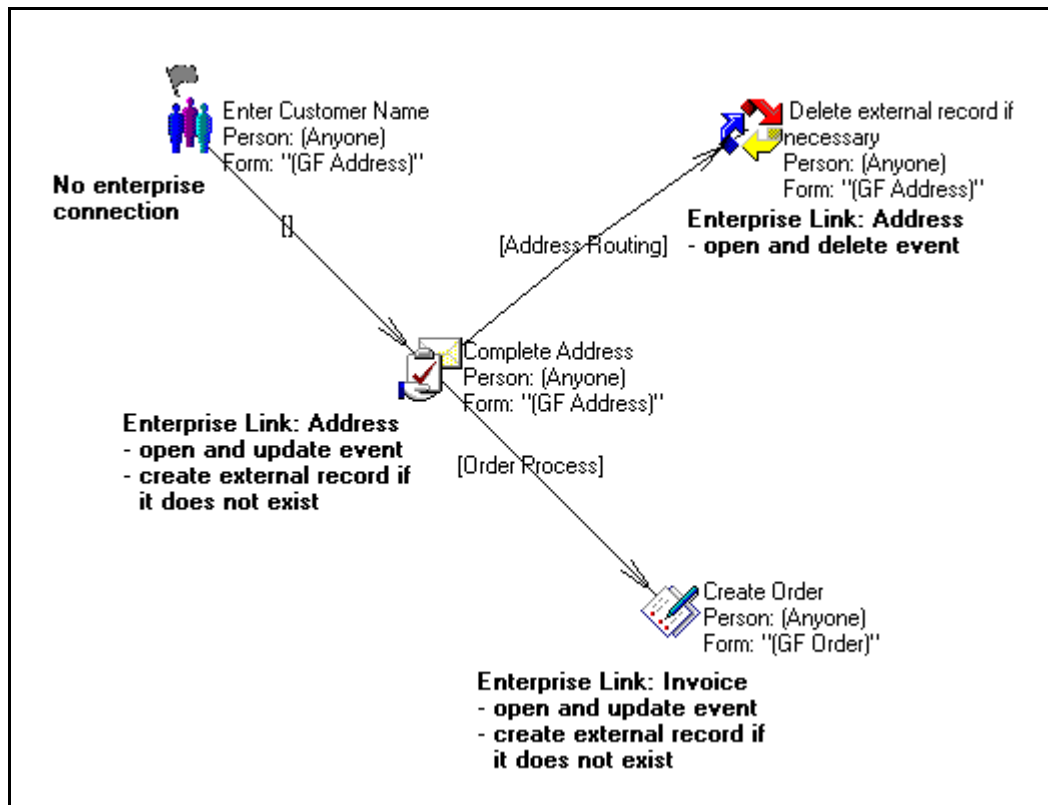 Enter Customer Name
Person: (Anyone)
Form: "(GF Address)"
No enterprise
connection
[]
Delete external record if
necessary
Person: (Anyone)
Form: "(GF Address)"
Enterprise Link: Address
- open and delete event
[Address Routing]
Complete Address
Person: (Anyone)
Form: "(GF Address)"
Enterprise Link: Address
- open and update event
- create external record if
it does not exist
[Order Process]
Create Order
Person: (Anyone)
Form: "(GF Order)"
Enterprise Link: Invoice
- open and update event
- create external record if
it does not exist